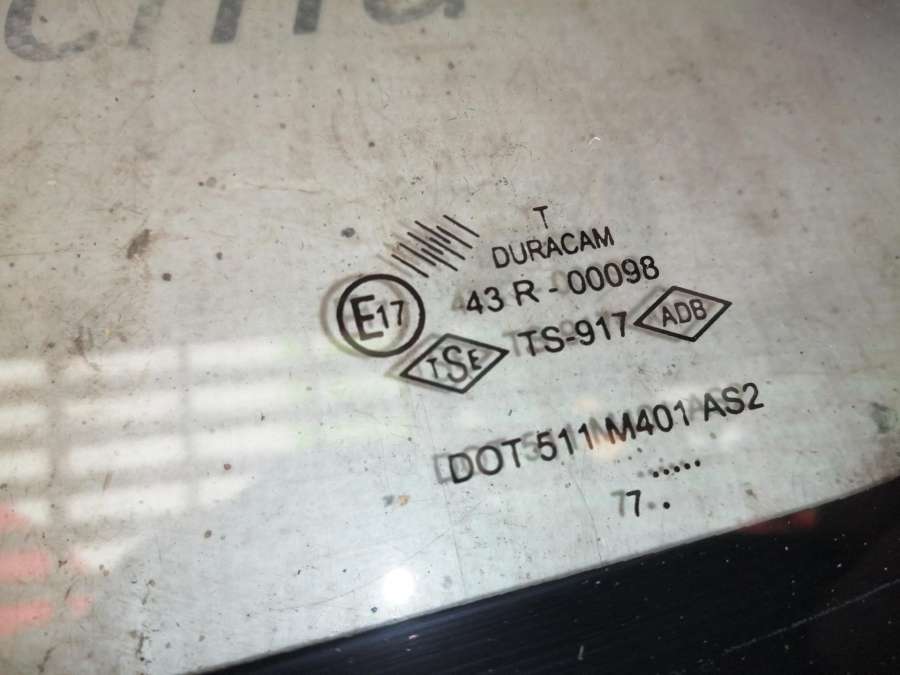 T
DURACAM
43 R - 00098
E17
TSE TS-917 ADB
DOT 511 M401 AS2
.....
7..